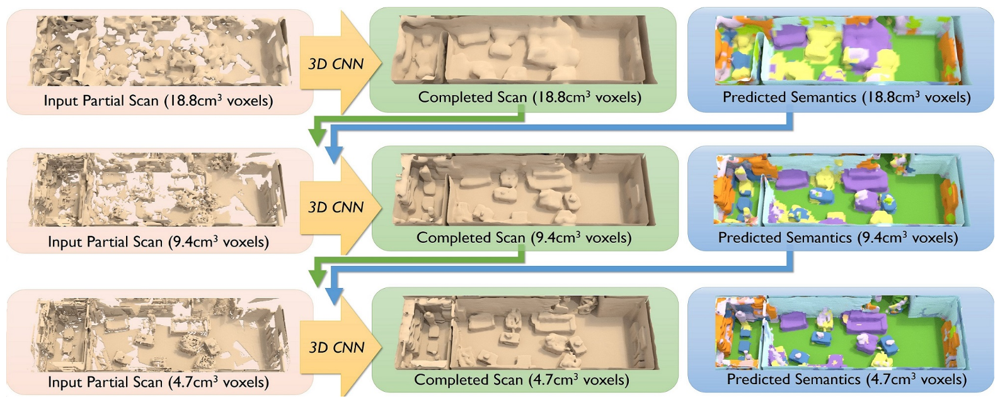 3D CNN
Input Partial Scan (18.8cm³ voxels)
Completed Scan (18.8cm³ voxels)
Predicted Semantics (18.8cm³ voxels)
3D CNN
Input Partial Scan (9.4cm³ voxels)
Completed Scan (9.4cm³ voxels)
Predicted Semantics (9.4cm³ voxels)
3D CNN
Input Partial Scan (4.7cm³ voxels)
Completed Scan (4.7cm³ voxels)
Predicted Semantics (4.7cm³ voxels)